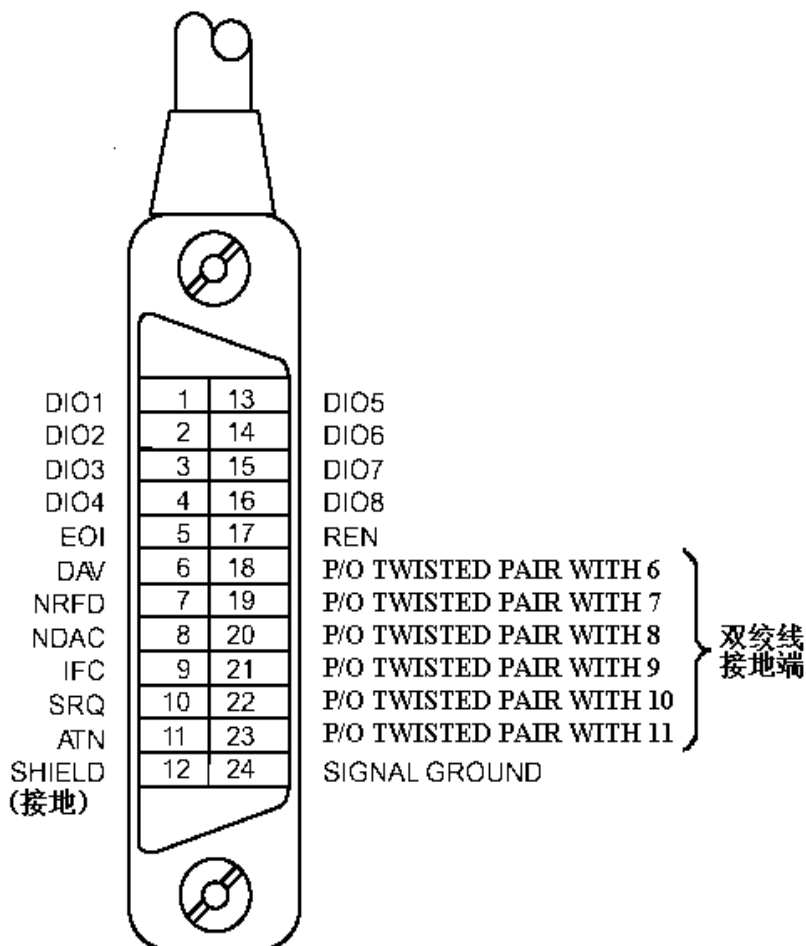 DIO1 1 13 DIO5
DIO2 2 14 DIO6
DIO3 3 15 DIO7
DIO4 4 16 DIO8
EOI 5 17 REN
DAV 6 18 P/O TWISTED PAIR WITH 6
NRFD 7 19 P/O TWISTED PAIR WITH 7
NDAC 8 20 P/O TWISTED PAIR WITH 8
IFC 9 21 P/O TWISTED PAIR WITH 9
SRQ 10 22 P/O TWISTED PAIR WITH 10
ATN 11 23 P/O TWISTED PAIR WITH 11
双绞线
接地端
SHIELD 12 24 SIGNAL GROUND
(接地)